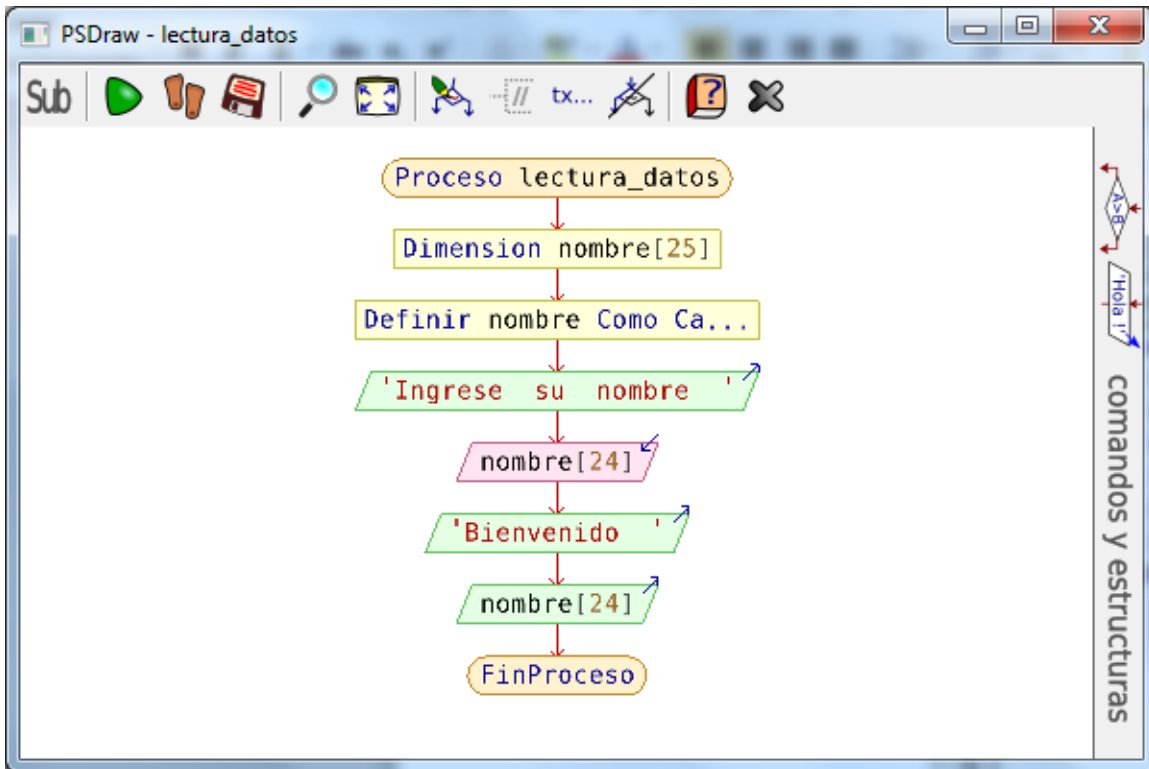 PSDraw - lectura_datos
Sub
tx...
Proceso lectura_datos
Dimension nombre[25]
Definir nombre Como Ca...
'Ingrese su nombre '
nombre[24]
'Bienvenido '
nombre[24]
FinProceso
A>B
'Hola !'
comandos y estructuras